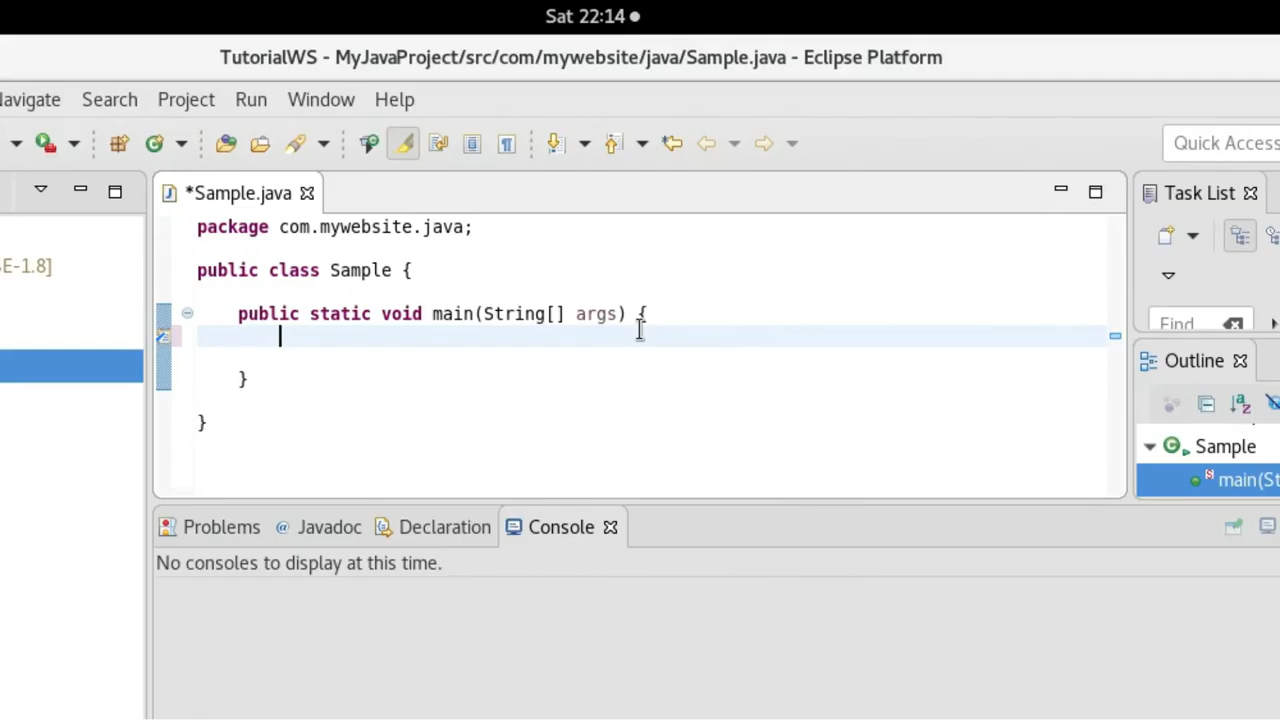 Sat 22:14
TutorialWS - MyJavaProject/src/com/mywebsite/java/Sample.java - Eclipse Platform
Navigate Search Project Run Window Help
Quick Access
*Sample.java
Task List
E-1.8]
package com.mywebsite.java;
public class Sample {
public static void main(String[] args) {
}
}
Find
Outline
Sample
main(St
Problems @ Javadoc Declaration Console
No consoles to display at this time.